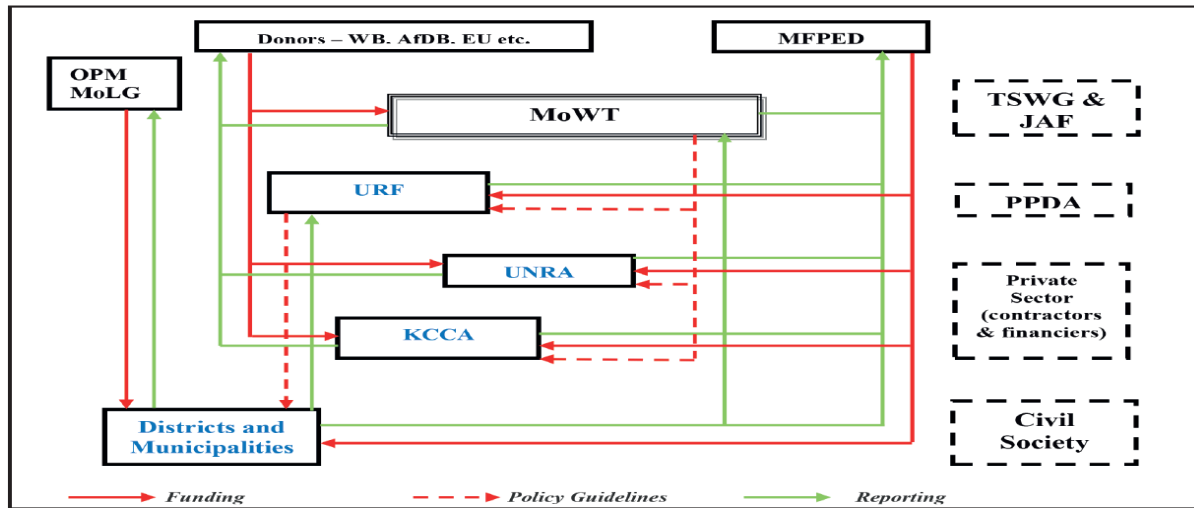 Donors – WB, AfDB, EU etc.
MFPED
OPM
MoLG
MoWT
TSWG &
JAF
URF
PPDA
UNRA
Private
Sector
(contractors
& financiers)
KCCA
Districts and
Municipalities
Civil
Society
Funding
Policy Guidelines
Reporting